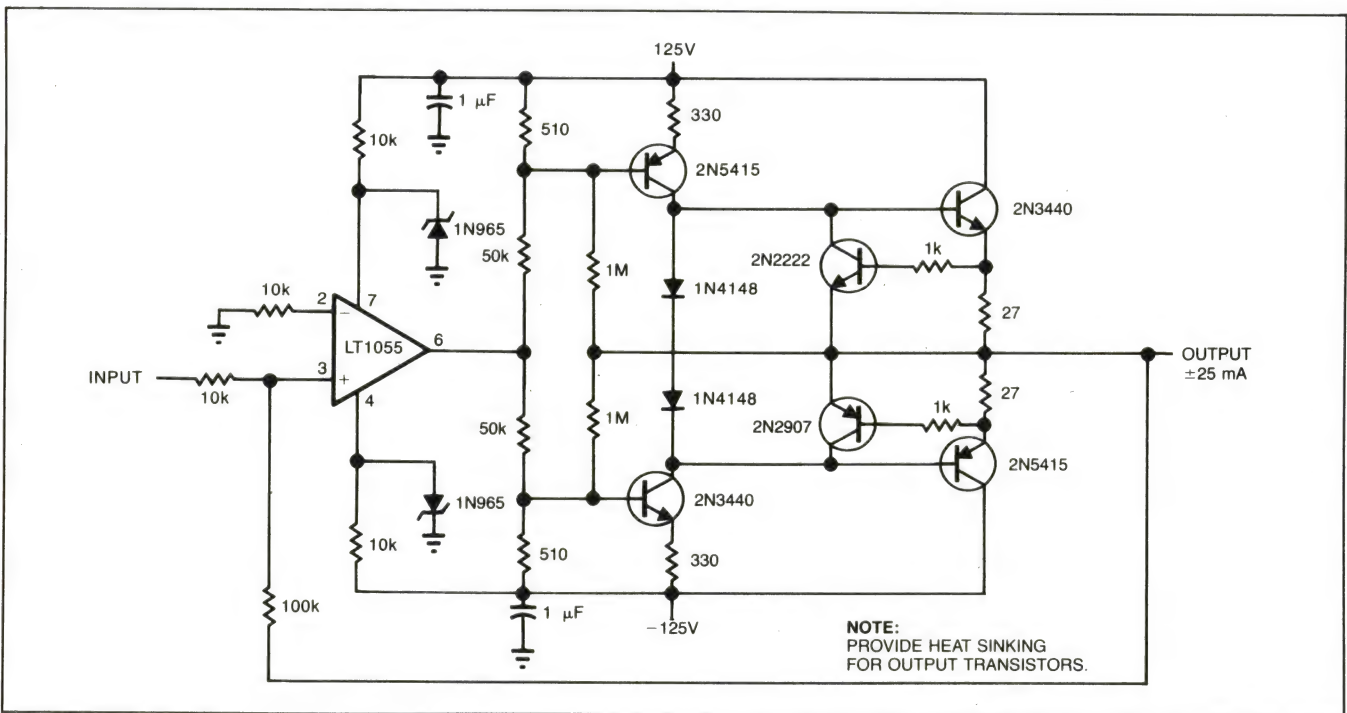 125V
1 μF
10k
510
330
2N5415
2N3440
1N965
50k
1M
2N2222
1k
1N4148
27
10k
2
7
LT1055
6
INPUT
10k
3
4
OUTPUT
±25 mA
50k
1M
1N4148
2N2907
1k
27
2N5415
1N965
2N3440
10k
510
330
100k
1 μF
−125V
NOTE:
PROVIDE HEAT SINKING
FOR OUTPUT TRANSISTORS.